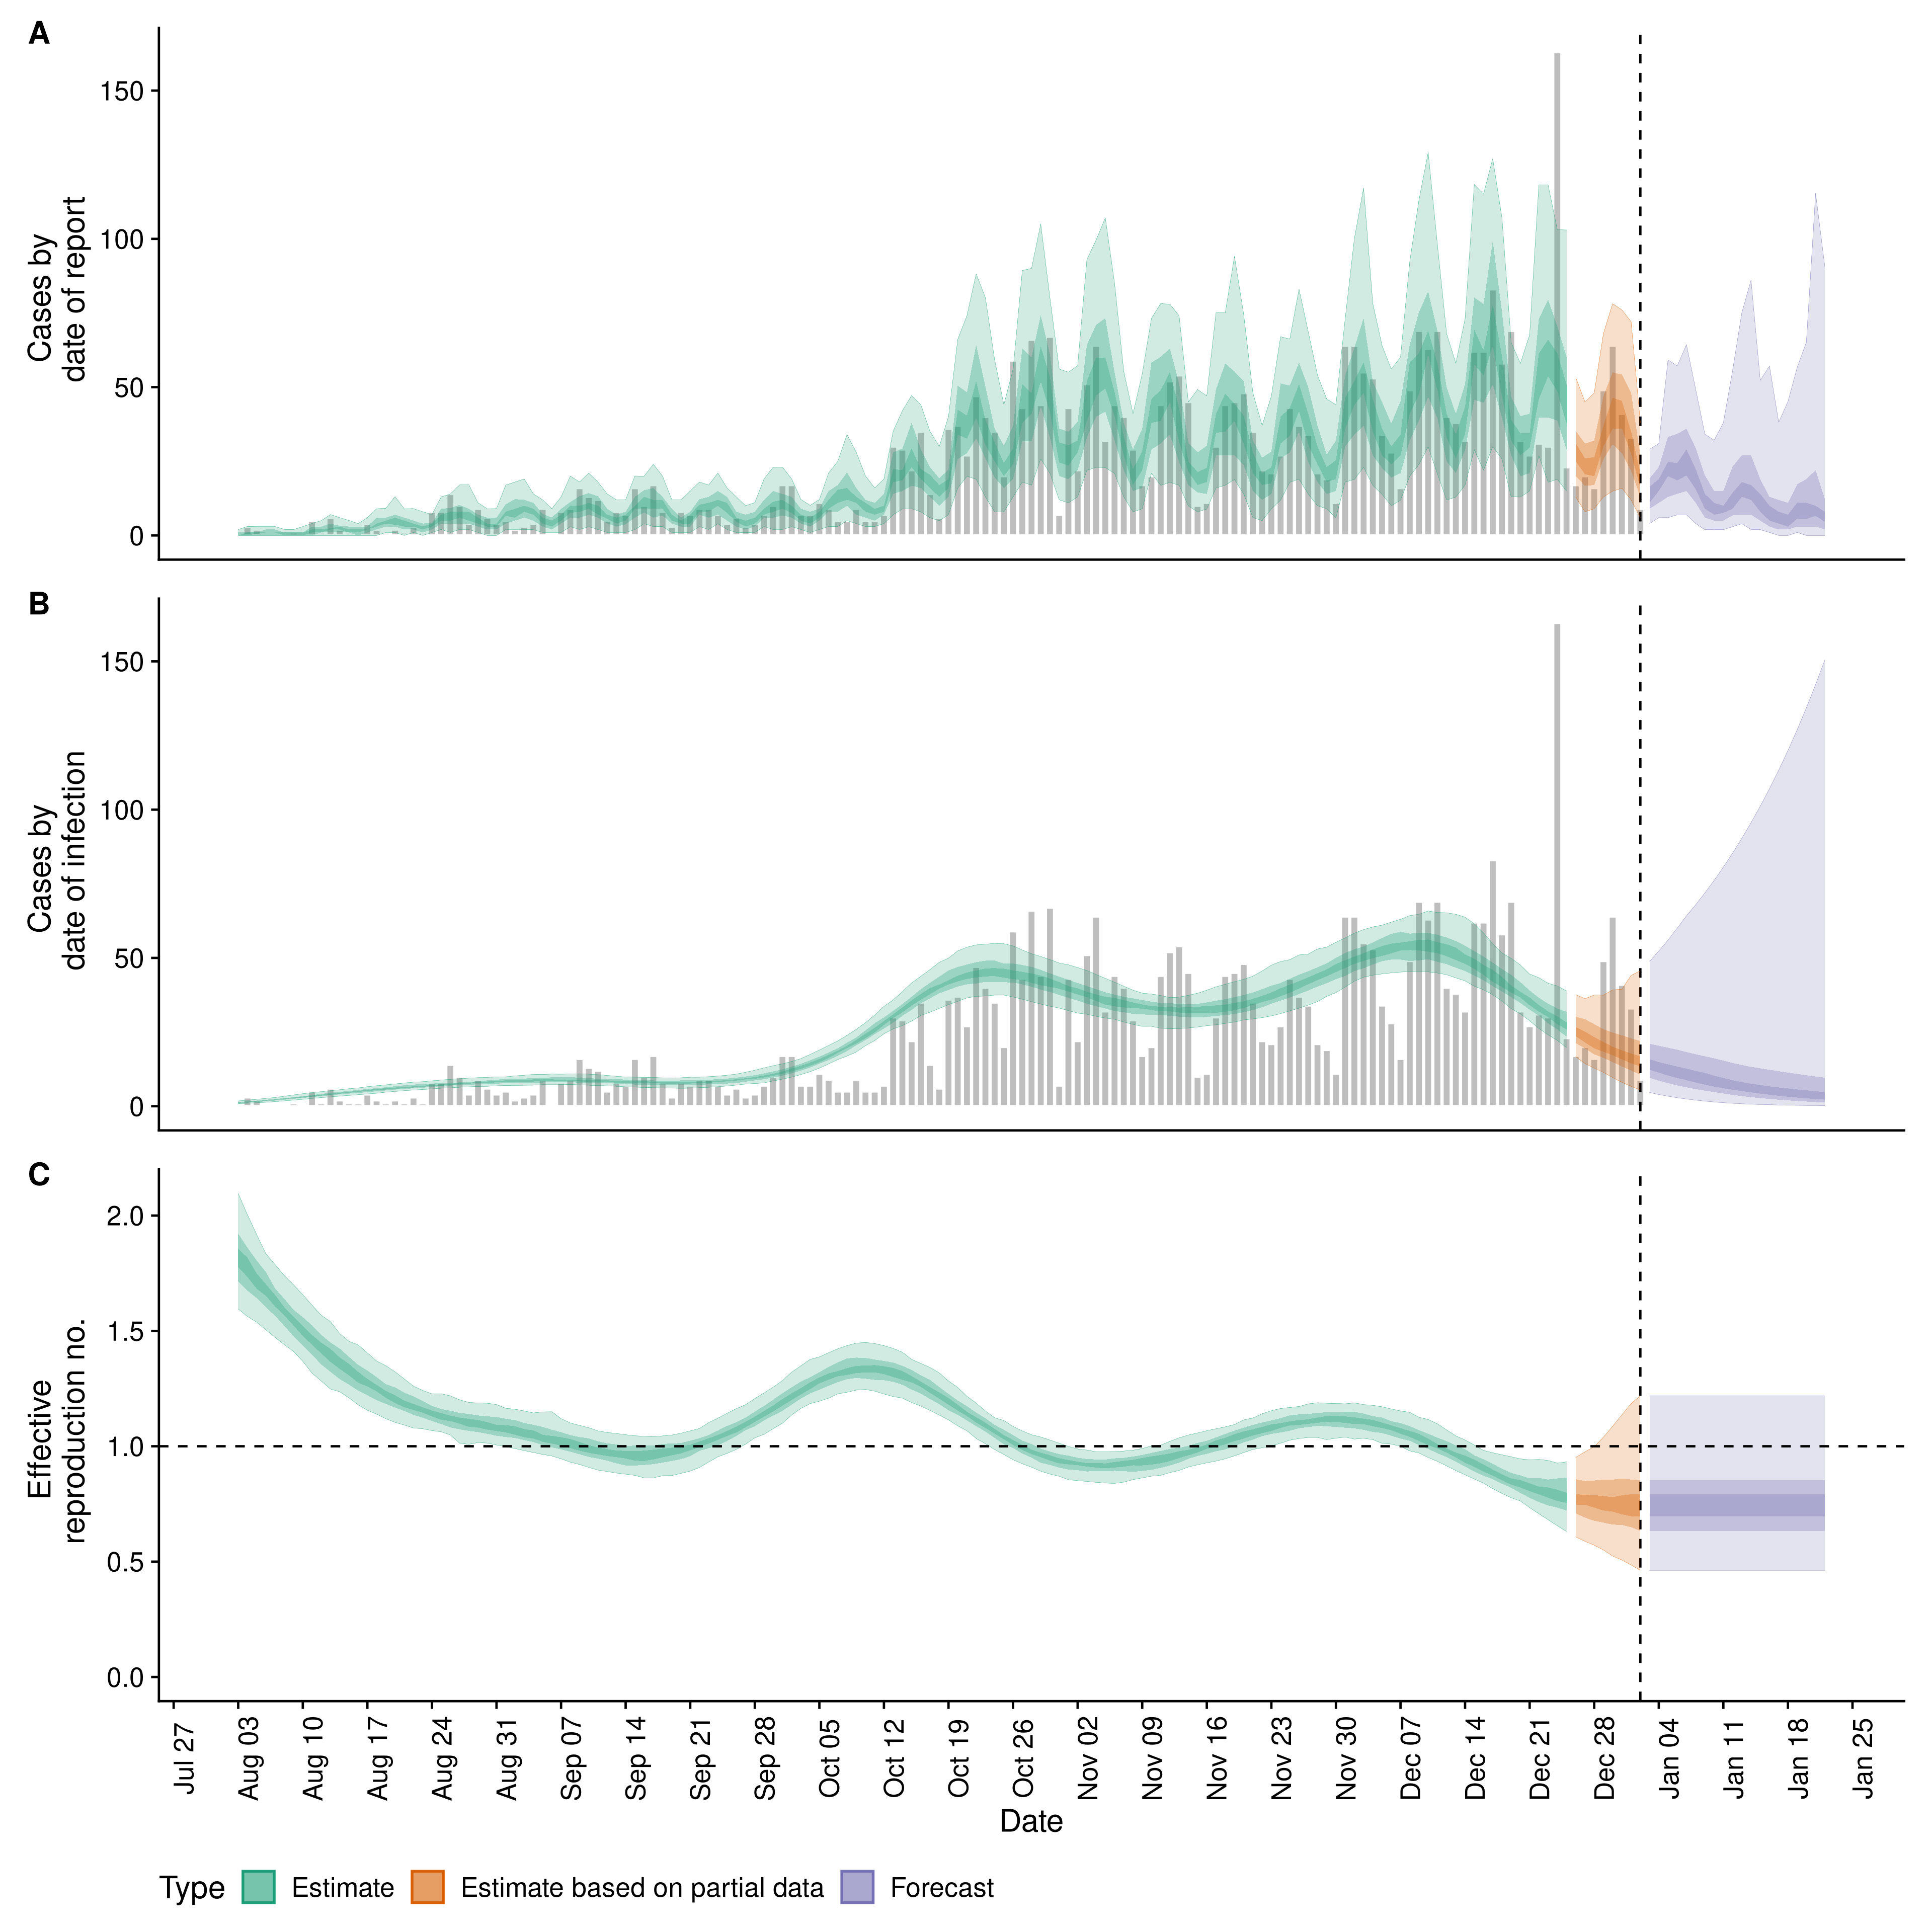 A
150
100
50
0
Cases by
date of report
B
150
100
50
0
Cases by
date of infection
C
2.0
1.5
1.0
0.5
0.0
Effective
reproduction no.
Jul 27
Aug 03
Aug 10
Aug 17
Aug 24
Aug 31
Sep 07
Sep 14
Sep 21
Sep 28
Oct 05
Oct 12
Oct 19
Oct 26
Nov 02
Nov 09
Nov 16
Nov 23
Nov 30
Dec 07
Dec 14
Dec 21
Dec 28
Jan 04
Jan 11
Jan 18
Jan 25
Date
Type Estimate Estimate based on partial data Forecast